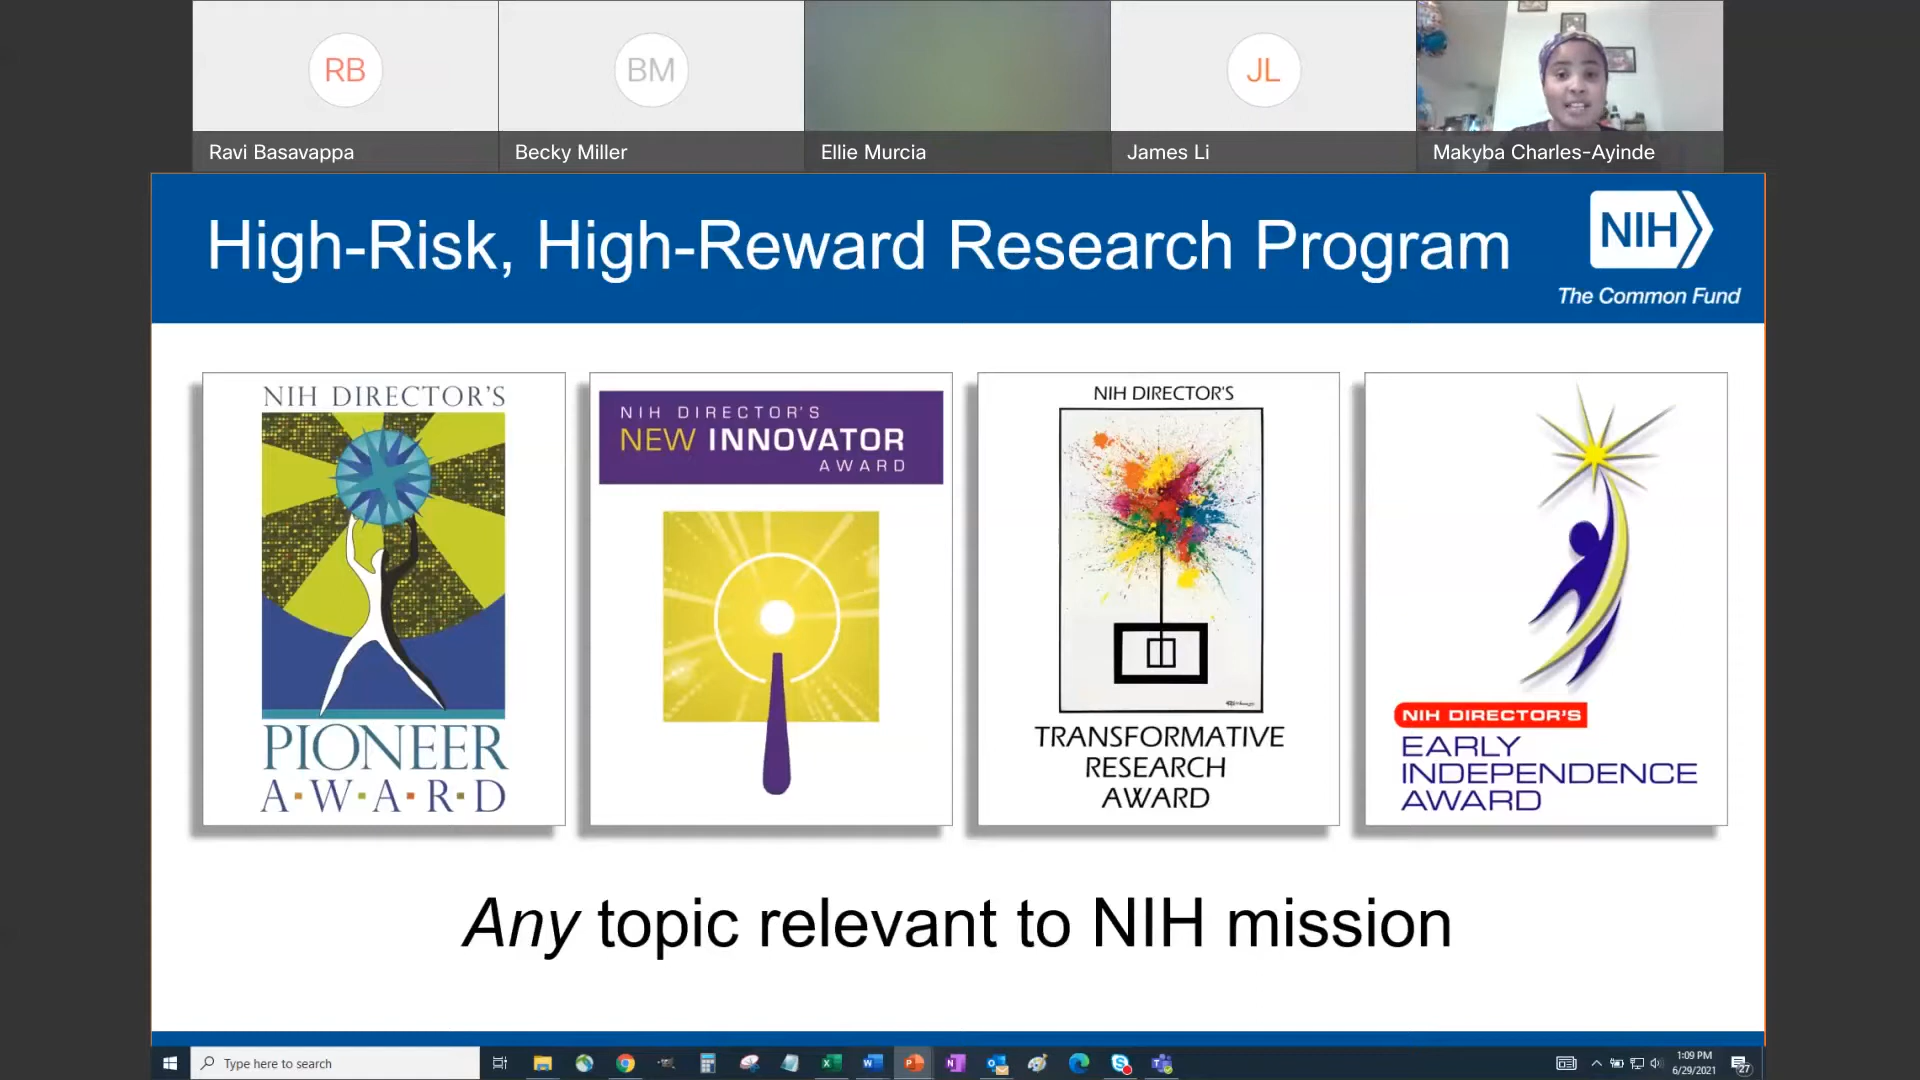 RB
BM
JL
Ravi Basavappa
Becky Miller
Ellie Murcia
James Li
Makyba Charles-Ayinde
High-Risk, High-Reward Research Program
NIH
The Common Fund
NIH DIRECTOR'S
PIONEER
A·W·A·R·D
NIH DIRECTOR'S
NEW INNOVATOR
AWARD
NIH DIRECTOR'S
TRANSFORMATIVE
RESEARCH
AWARD
NIH DIRECTOR'S
EARLY
INDEPENDENCE
AWARD
Any topic relevant to NIH mission
Type here to search
1:09 PM
6/29/2021
27